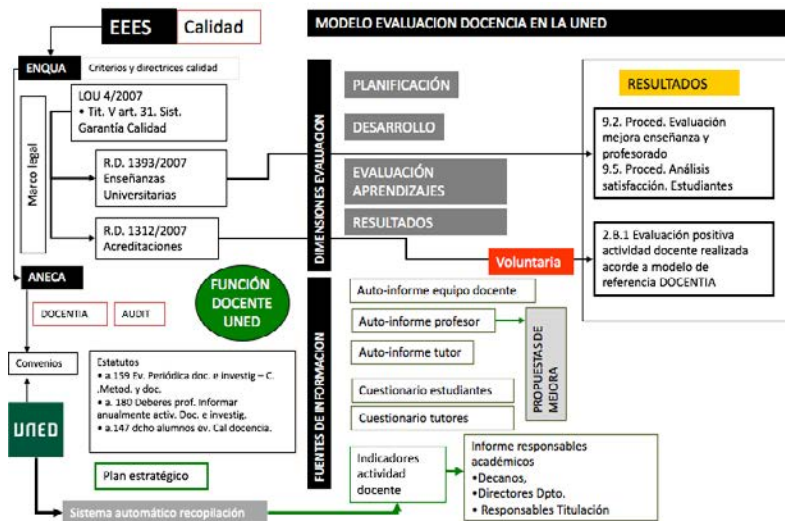 EEES
Calidad
MODELO EVALUACION DOCENCIA EN LA UNED
ENQUA
Criterios y directrices calidad
Marco legal
LOU 4/2007
• Tit. V art. 31. Sist.
Garantía Calidad
R.D. 1393/2007
Enseñanzas
Universitarias
R.D. 1312/2007
Acreditaciones
ANECA
DOCENTIA
AUDIT
FUNCIÓN
DOCENTE
UNED
Convenios
Estatutos
• a.159 Ev. Periódica doc. e investig – C.
.Metod. y doc.
• a. 180 Deberes prof. Informar
anualmente activ. Doc. e investig.
• a.147 dcho alumnos ev. Cal docencia.
UNED
Plan estratégico
Sistema automático recopilación
DIMENSIONES EVALUACION
PLANIFICACIÓN
DESARROLLO
EVALUACIÓN
APRENDIZAJES
RESULTADOS
Voluntaria
RESULTADOS
9.2. Proced. Evaluación
mejora enseñanza y
profesorado
9.5. Proced. Análisis
satisfacción. Estudiantes
2.B.1 Evaluación positiva
actividad docente realizada
acorde a modelo de
referencia DOCENTIA
FUENTES DE INFORMACION
Auto-informe equipo docente
Auto-informe profesor
Auto-informe tutor
Cuestionario estudiantes
Cuestionario tutores
PROPUESTAS DE
MEJORA
Indicadores
actividad
docente
Informe responsables
académicos
•Decanos,
•Directores Dpto.
• Responsables Titulación